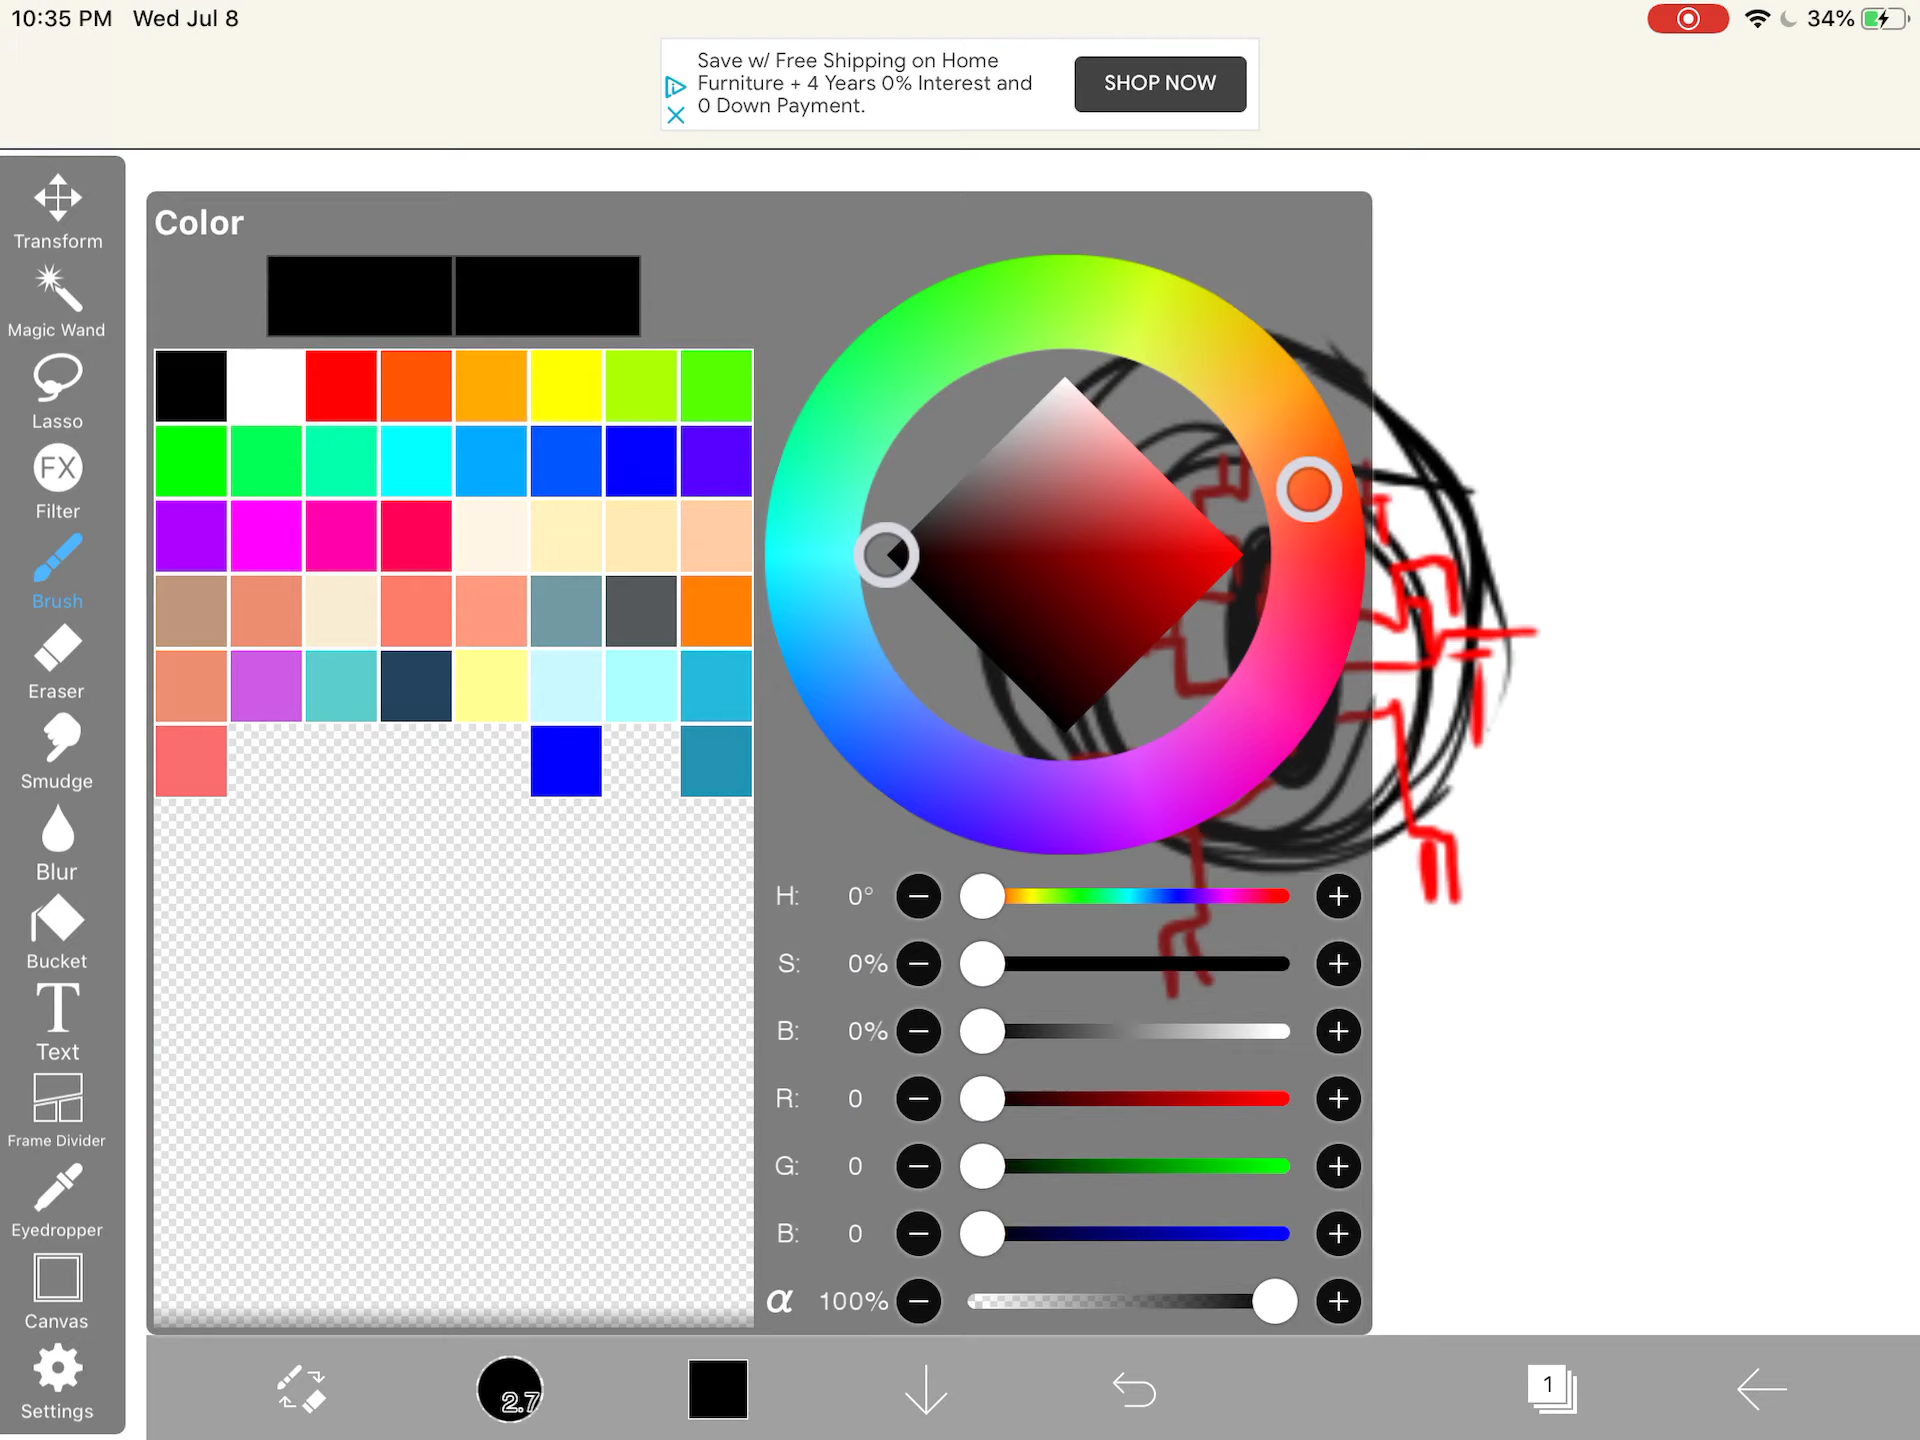 10:35 PM Wed Jul 8
34%
Save w/ Free Shipping on Home
Furniture + 4 Years 0% Interest and
0 Down Payment.
SHOP NOW
Transform
Magic Wand
Lasso
FX
Filter
Brush
Eraser
Smudge
Blur
Bucket
T
Text
Frame Divider
Eyedropper
Canvas
Settings
Color
H: 0°
S: 0%
B: 0%
R: 0
G: 0
B: 0
α 100%
2.7
1